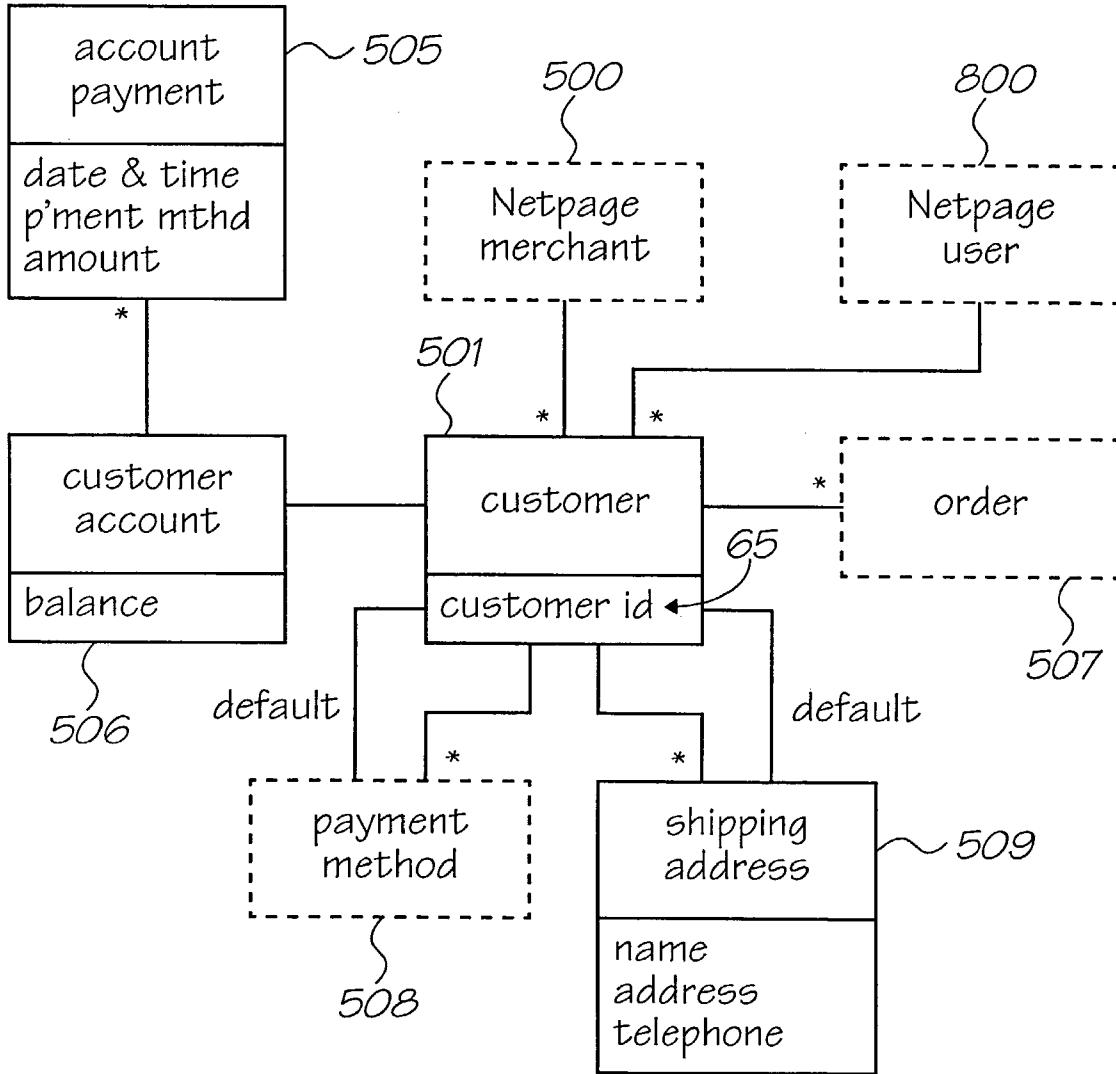 account
payment
505
date & time
p'ment mthd
amount
*
500
Netpage
merchant
800
Netpage
user
501
*
*
customer
account
balance
506
customer
65
customer id
*
order
507
default
default
*
*
payment
method
508
shipping
address
509
name
address
telephone